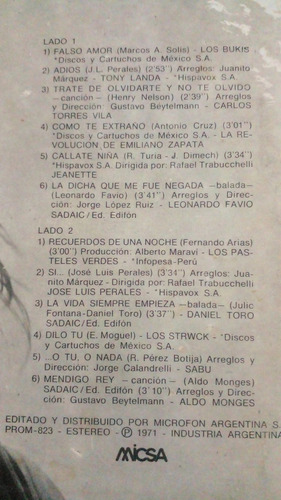 LADO 1
1) FALSO AMOR (Marcos A. Solis) - LOS BUKIS -
*Discos y Cartuchos de México S.A.
2) ADIOS (J.L. Perales) (2'53'') Arreglos: Juanito
Márquez - TONY LANDA - *Hispavox S.A.
3) TRATE DE OLVIDARTE Y NO TE OLVIDO
-canción- (Henry Nelson) - Arreglos y
Dirección: Gustavo Beytelmann - CARLOS
TORRES VILA
4) COMO TE EXTRAÑO (Antonio Cruz) (3'01'')
*Discos y Cartuchos de México S.A. - LA RE-
VOLUCION DE EMILIANO ZAPATA
5) CALLATE NIÑA (R. Turia - J. Dimech) (3'34'')
*Hispavox S.A. Dirigida por: Rafael Trabucchelli
JEANETTE
6) LA DICHA QUE ME FUE NEGADA -balada-
(Leonardo Favio) (3'41'') Arreglos y Direc-
ción: Jorge López Ruiz - LEONARDO FAVIO
SADAIC/Ed. Edifón
LADO 2
1) RECUERDOS DE UNA NOCHE (Fernando Arias)
(3'00'') Producción: Alberto Maraví - LOS PAS-
TELES VERDES - *Infopesa-Perú
2) SI... (José Luis Perales) (3'34'') Arreglos: Jua-
nito Márquez - Dirigida por: Rafael Trabucchelli
JOSE LUIS PERALES - *Hispavox S.A.
3) LA VIDA SIEMPRE EMPIEZA -balada- (Julio
Fontana-Daniel Toro) (3'37'') - DANIEL TORO
SADAIC/Ed. Edifón
4) DILO TU (E. Moguel) - LOS STRWCK - *Discos
y Cartuchos de México S.A.
5) ...O TU, O NADA (R. Pérez Botija) Arreglos y
Dirección: Jorge Calandrelli - SABU
6) MENDIGO REY -canción- (Aldo Monges)
SADAIC/Ed. Edifón (3'10'') Arreglos y Direc-
ción: Gustavo Beytelmann - ALDO MONGES
EDITADO Y DISTRIBUIDO POR MICROFON ARGENTINA S.
PROM-823 - ESTEREO - Ⓟ 1971 - INDUSTRIA ARGENTINA
MICSA